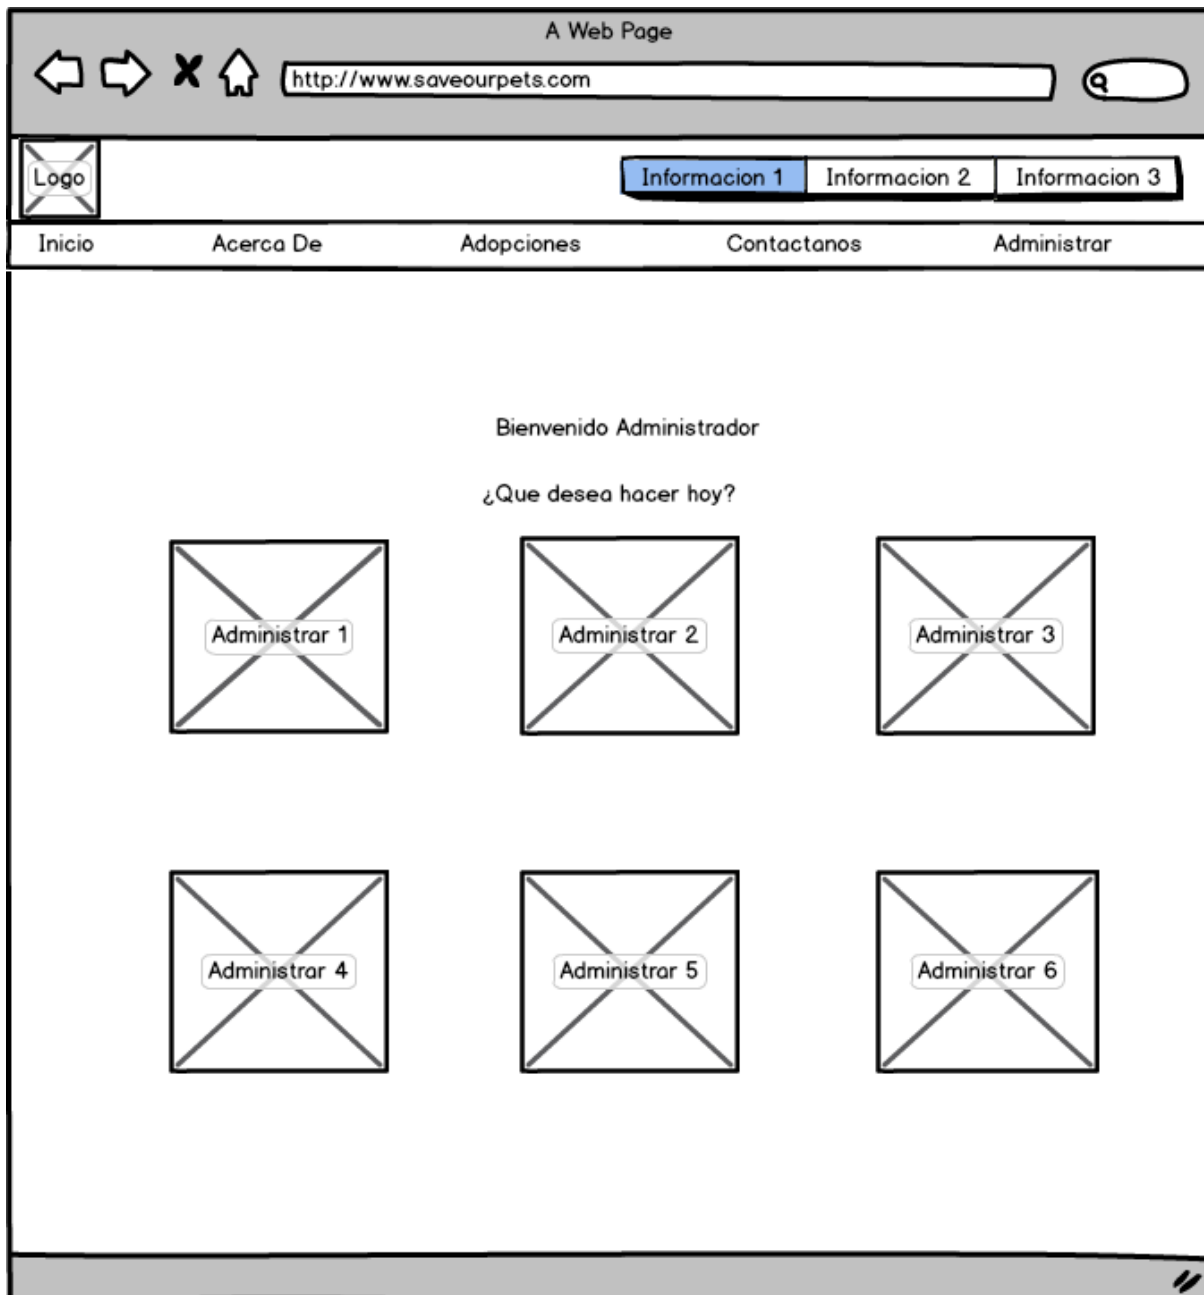 A Web Page
http://www.saveourpets.com
Logo
Informacion 1 Informacion 2 Informacion 3
Inicio Acerca De Adopciones Contactanos Administrar
Bienvenido Administrador
¿Que desea hacer hoy?
Administrar 1 Administrar 2 Administrar 3
Administrar 4 Administrar 5 Administrar 6